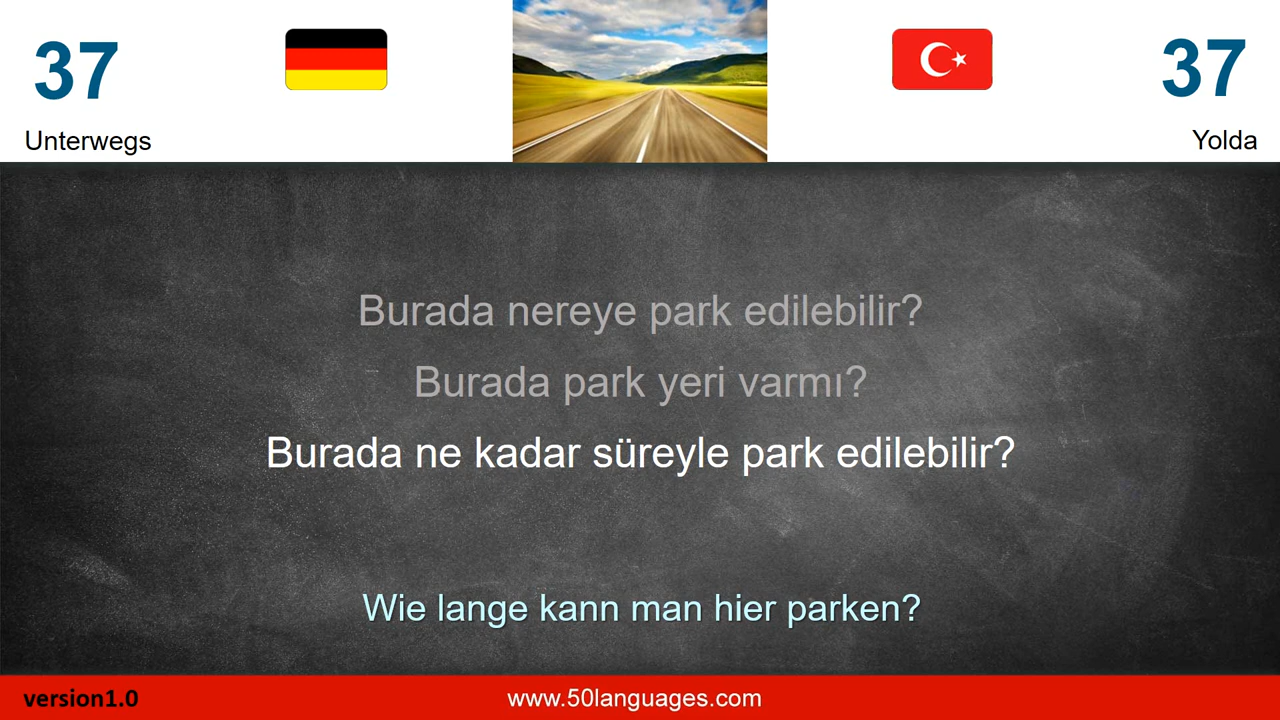 37
37
Unterwegs
Yolda
Burada nereye park edilebilir?
Burada park yeri varmı?
Burada ne kadar süreyle park edilebilir?
Wie lange kann man hier parken?
version1.0
www.50languages.com